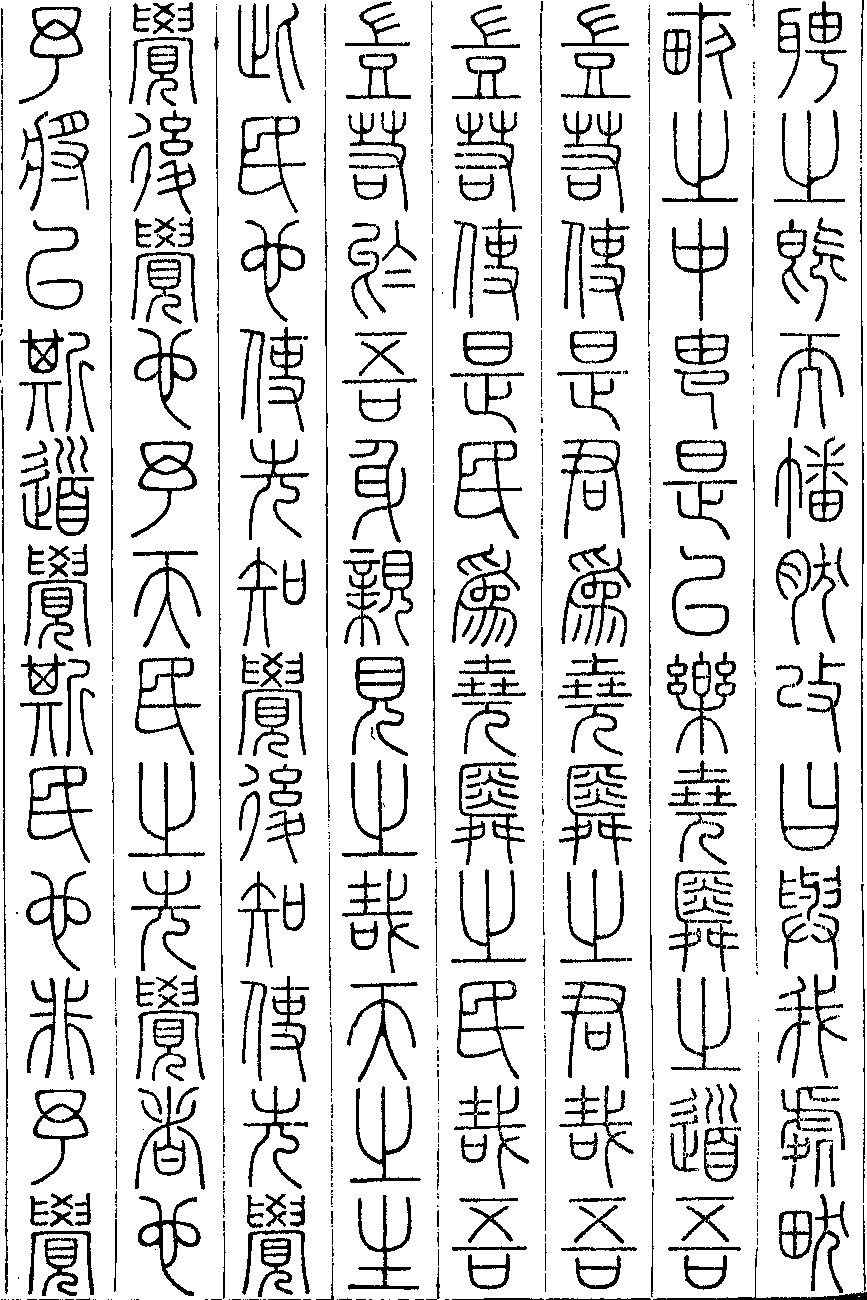 聘之既而幡然改曰與我處畎
畝之中由是以樂堯舜之道吾
豈若使是君為堯舜之君哉吾
豈若使是民為堯舜之民哉吾
豈若於吾身親見之哉天之生
此民也使先知覺後知使先覺
覺後覺也予天民之先覺者也
予將以斯道覺斯民也非予覺